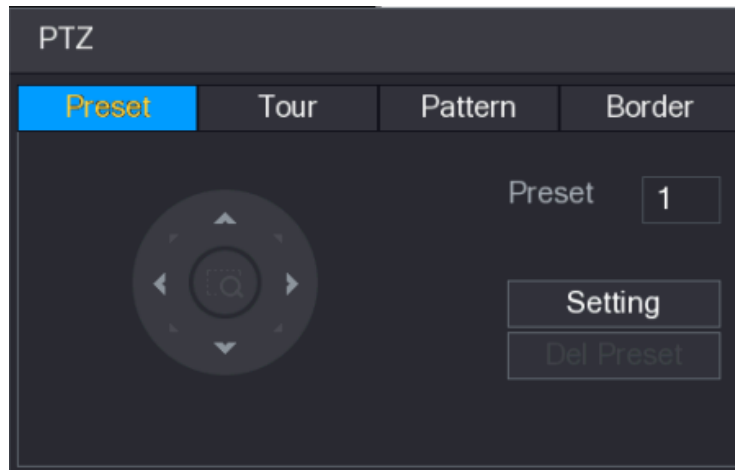 PTZ
Preset Tour Pattern Border
Preset 1
Setting
Del Preset